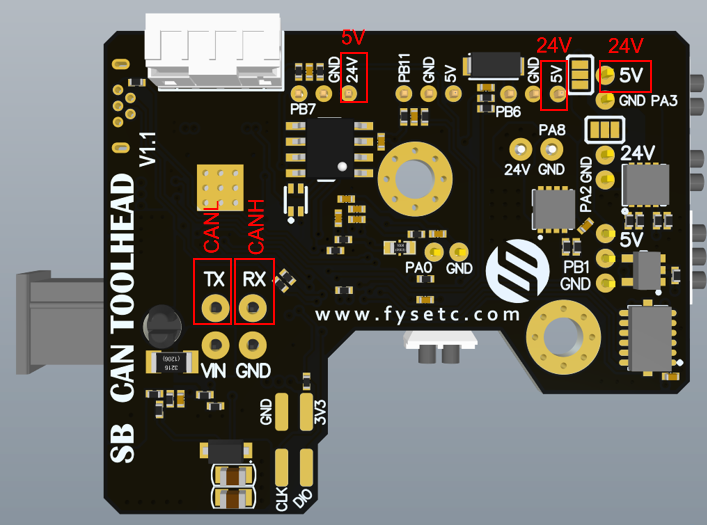 5V
24V
24V
GND
24V
PB7
PB11
GND
5V
GND
5V
PB6
5V
GND PA3
V1.1
PA8
24V
GND
24V
PA2 GND
CANL
CANH
TX
RX
5V
PB1
GND
PA0
GND
www.fysetc.com
VIN
GND
3216
(1206)
SB CAN TOOLHEAD
GND
3V3
CLK
DIO